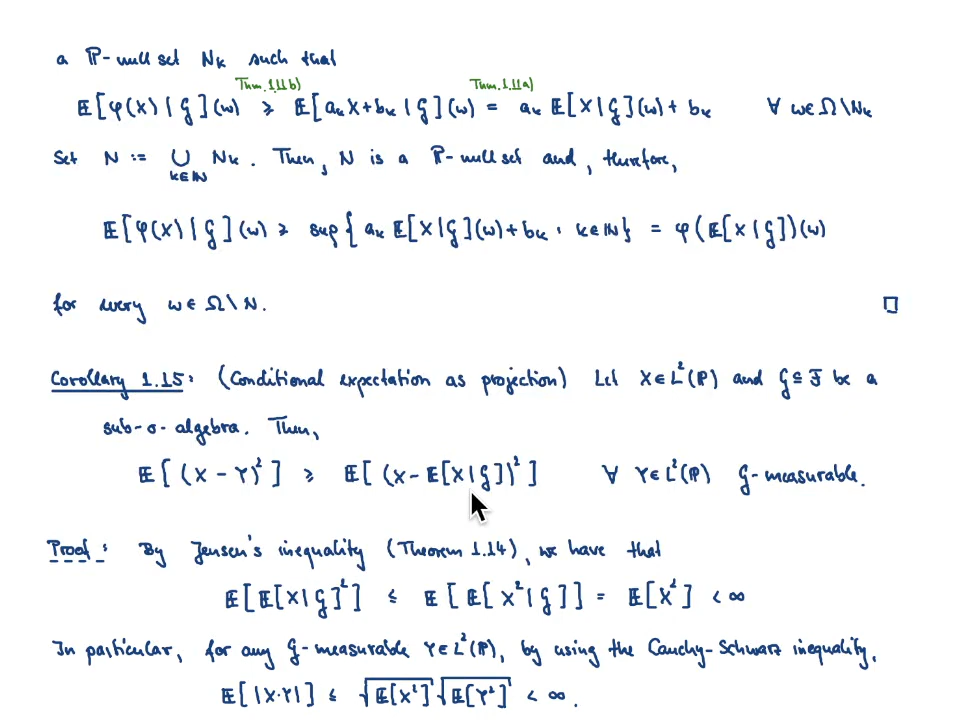 a ℙ-null set N_k such that
Thm. 1.11 b) Thm. 1.11 a)
𝔼[φ(X)|𝒢](ω) ≥ 𝔼[a_k X + b_k |𝒢](ω) = a_k 𝔼[X|𝒢](ω) + b_k ∀ ω∈Ω\N_k
Set N := ⋃_{k∈ℕ} N_k. Then, N is a ℙ-null set and, therefore,
𝔼[φ(X)|𝒢](ω) ≥ sup{a_k 𝔼[X|𝒢](ω) + b_k : k∈ℕ} = φ(𝔼[X|𝒢])(ω)
for every ω∈Ω\N. □
Corollary 1.15: (Conditional expectation as projection) Let X∈L²(ℙ) and 𝒢⊆ℱ be a
sub-σ-algebra. Then,
𝔼[(X-Y)²] ≥ 𝔼[(X-𝔼[X|𝒢])²] ∀ Y∈L²(ℙ) 𝒢-measurable.
Proof: By Jensen's inequality (Theorem 1.14), we have that
𝔼[𝔼[X|𝒢]²] ≤ 𝔼[𝔼[X²|𝒢]] = 𝔼[X²] < ∞
In particular, for any 𝒢-measurable Y∈L²(ℙ), by using the Cauchy-Schwarz inequality,
𝔼[|X·Y|] ≤ √𝔼[X²] √𝔼[Y²] < ∞.